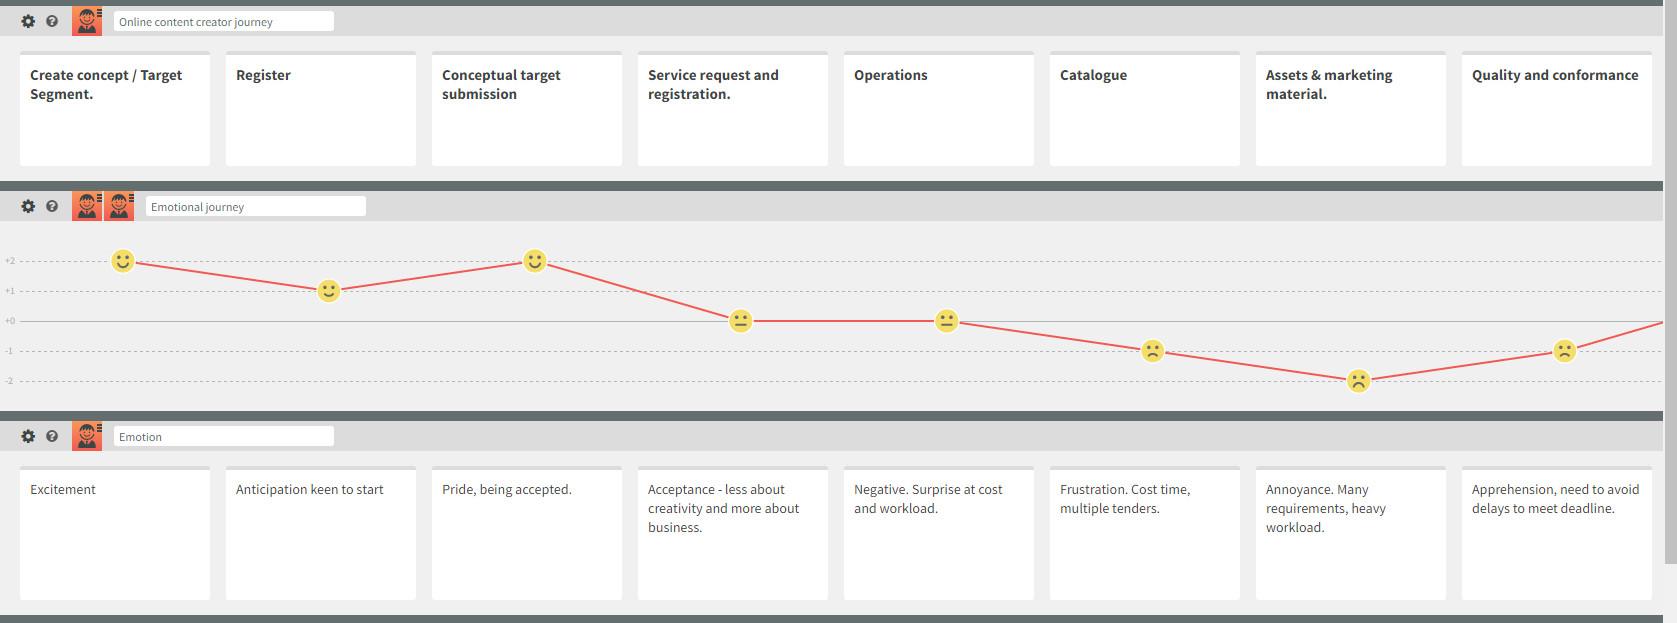 Online content creator journey
Create concept / Target
Segment.
Register
Conceptual target
submission
Service request and
registration.
Operations
Catalogue
Assets & marketing
material.
Quality and conformance
Emotional journey
+2
+1
+0
-1
-2
Emotion
Excitement
Anticipation keen to start
Pride, being accepted.
Acceptance - less about
creativity and more about
business.
Negative. Surprise at cost
and workload.
Frustration. Cost time,
multiple tenders.
Annoyance. Many
requirements, heavy
workload.
Apprehension, need to avoid
delays to meet deadline.